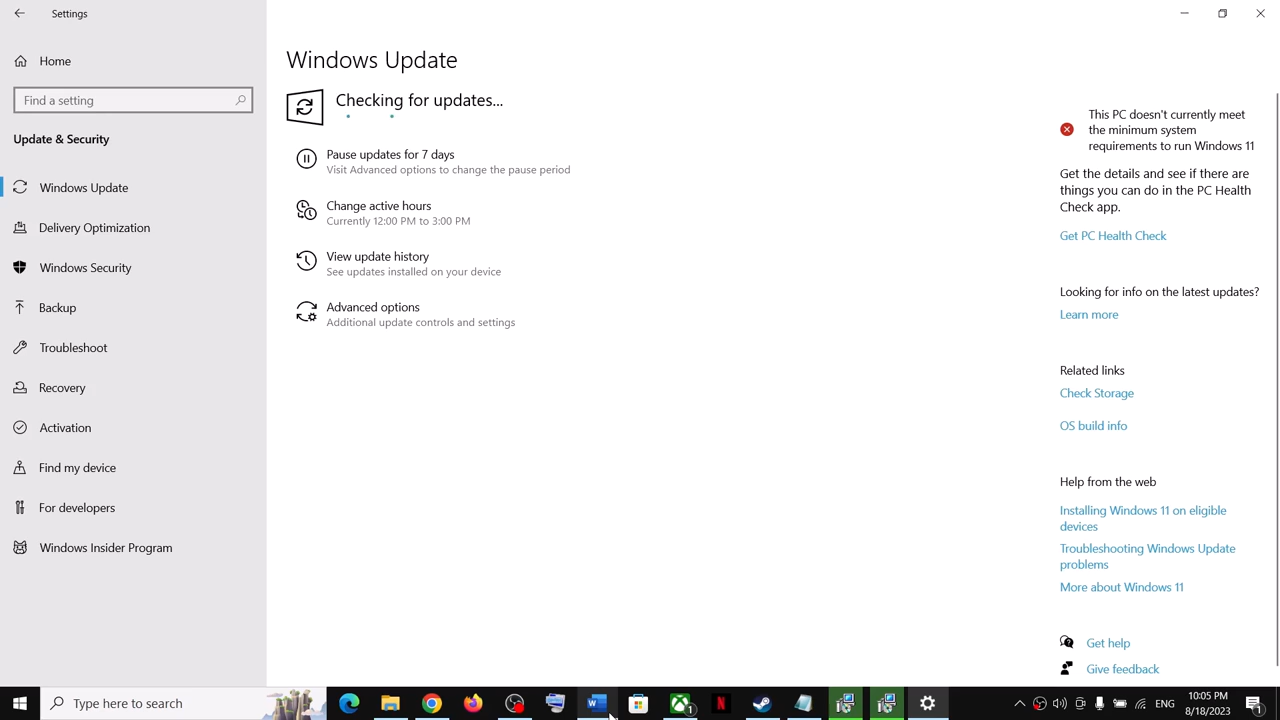 Settings
Home
Find a setting
Update & Security
Windows Update
Delivery Optimization
Windows Security
Backup
Troubleshoot
Recovery
Activation
Find my device
For developers
Windows Insider Program
Windows Update
Checking for updates...
Pause updates for 7 days
Visit Advanced options to change the pause period
Change active hours
Currently 12:00 PM to 3:00 PM
View update history
See updates installed on your device
Advanced options
Additional update controls and settings
This PC doesn't currently meet
the minimum system
requirements to run Windows 11
Get the details and see if there are
things you can do in the PC Health
Check app.
Get PC Health Check
Looking for info on the latest updates?
Learn more
Related links
Check Storage
OS build info
Help from the web
Installing Windows 11 on eligible
devices
Troubleshooting Windows Update
problems
More about Windows 11
Get help
Give feedback
Type here to search
1
ENG
10:05 PM
8/18/2023
1